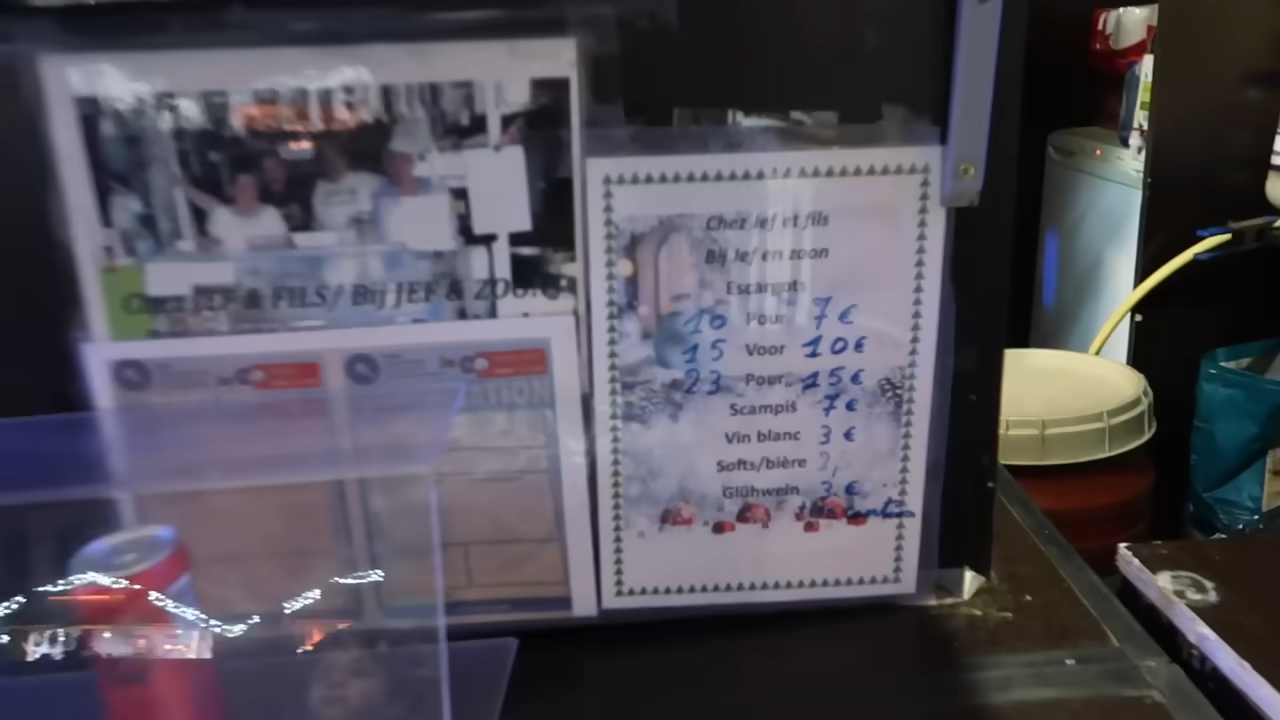 Chez JEF & FILS/ Bij JEF & ZOON
Chez Jef et fils
Bij Jef en zoon
Escargots
10 Pour 7 €
15 Voor 10 €
23 Pour 15 €
Scampis 7 €
Vin blanc 3 €
Softs/bière 2,
Glühwein 3 €